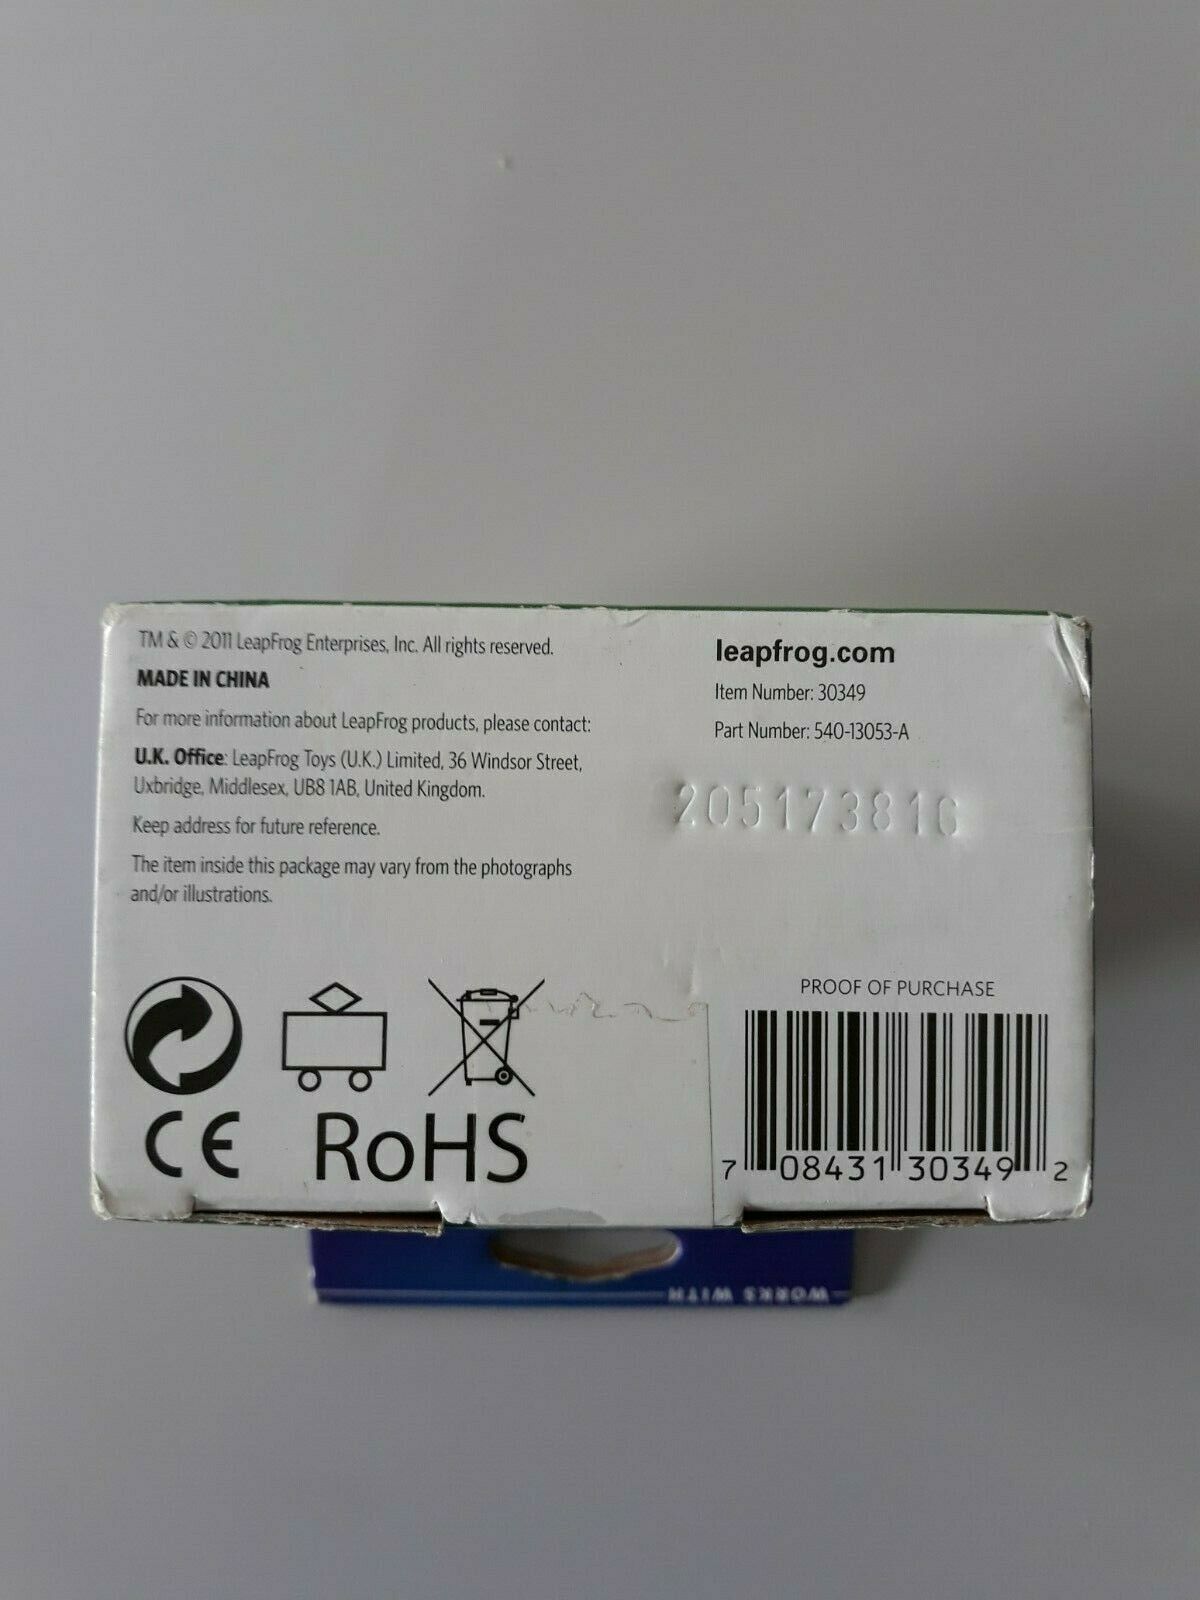 TM & © 2011 LeapFrog Enterprises, Inc. All rights reserved.
MADE IN CHINA
For more information about LeapFrog products, please contact:
U.K. Office: LeapFrog Toys (U.K.) Limited, 36 Windsor Street,
Uxbridge, Middlesex, UB8 1AB, United Kingdom.
Keep address for future reference.
The item inside this package may vary from the photographs
and/or illustrations.
leapfrog.com
Item Number: 30349
Part Number: 540-13053-A
205173816
CE
RoHS
PROOF OF PURCHASE
7 08431 30349 2
WORKS WITH